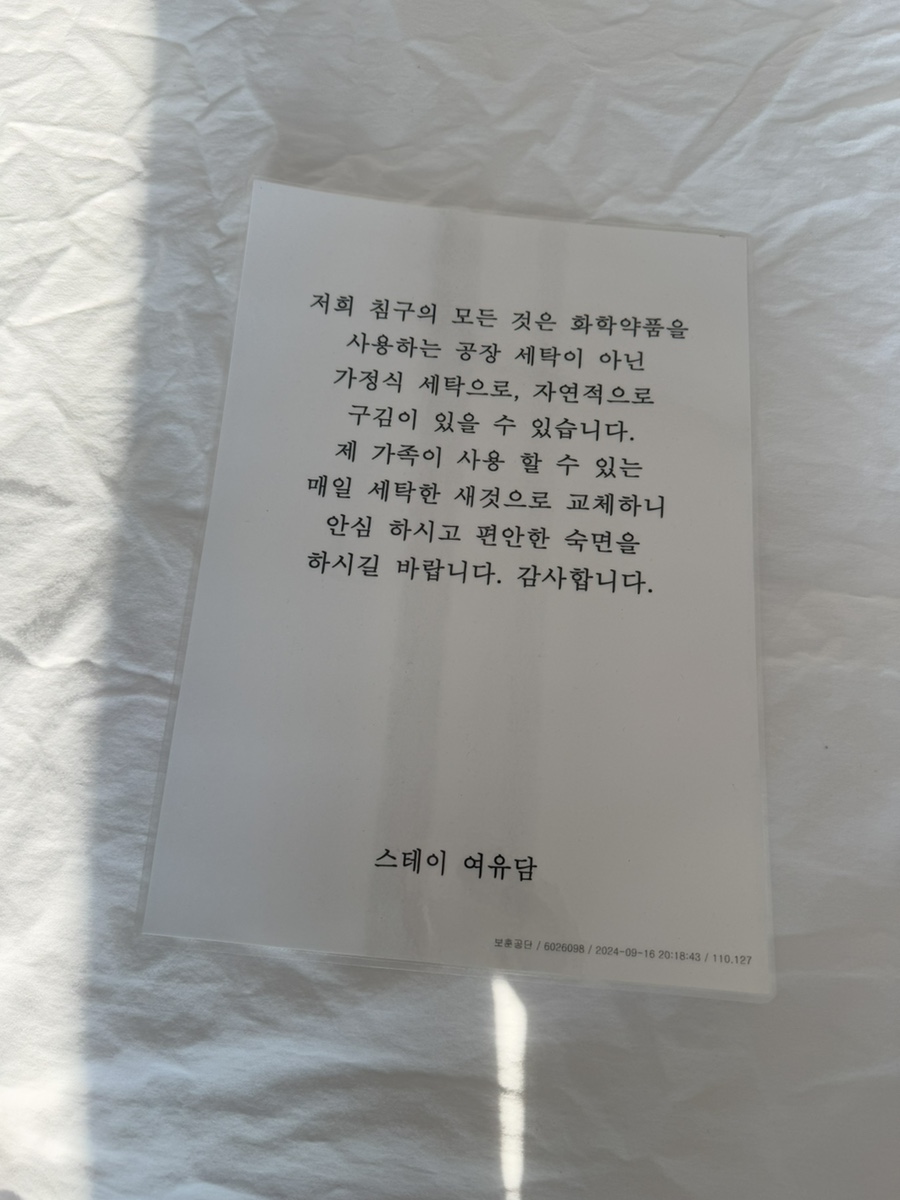 저희 침구의 모든 것은 화학약품을
사용하는 공장 세탁이 아닌
가정식 세탁으로, 자연적으로
구김이 있을 수 있습니다.
제 가족이 사용 할 수 있는
매일 세탁한 새것으로 교체하니
안심 하시고 편안한 숙면을
하시길 바랍니다. 감사합니다.
스테이 여유담
보훈공단 / 6026098 / 2024-09-16 20:18:43 / 110.127